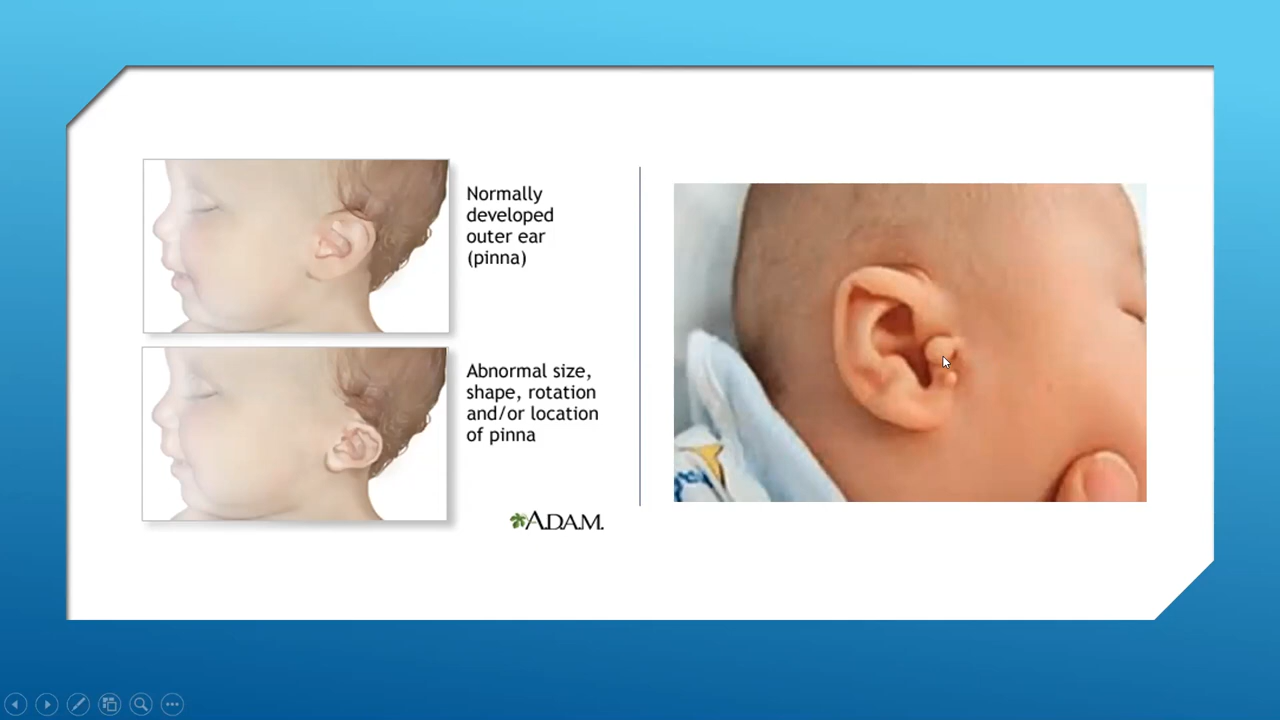 Normally
developed
outer ear
(pinna)
Abnormal size,
shape, rotation
and/or location
of pinna
A.D.A.M.